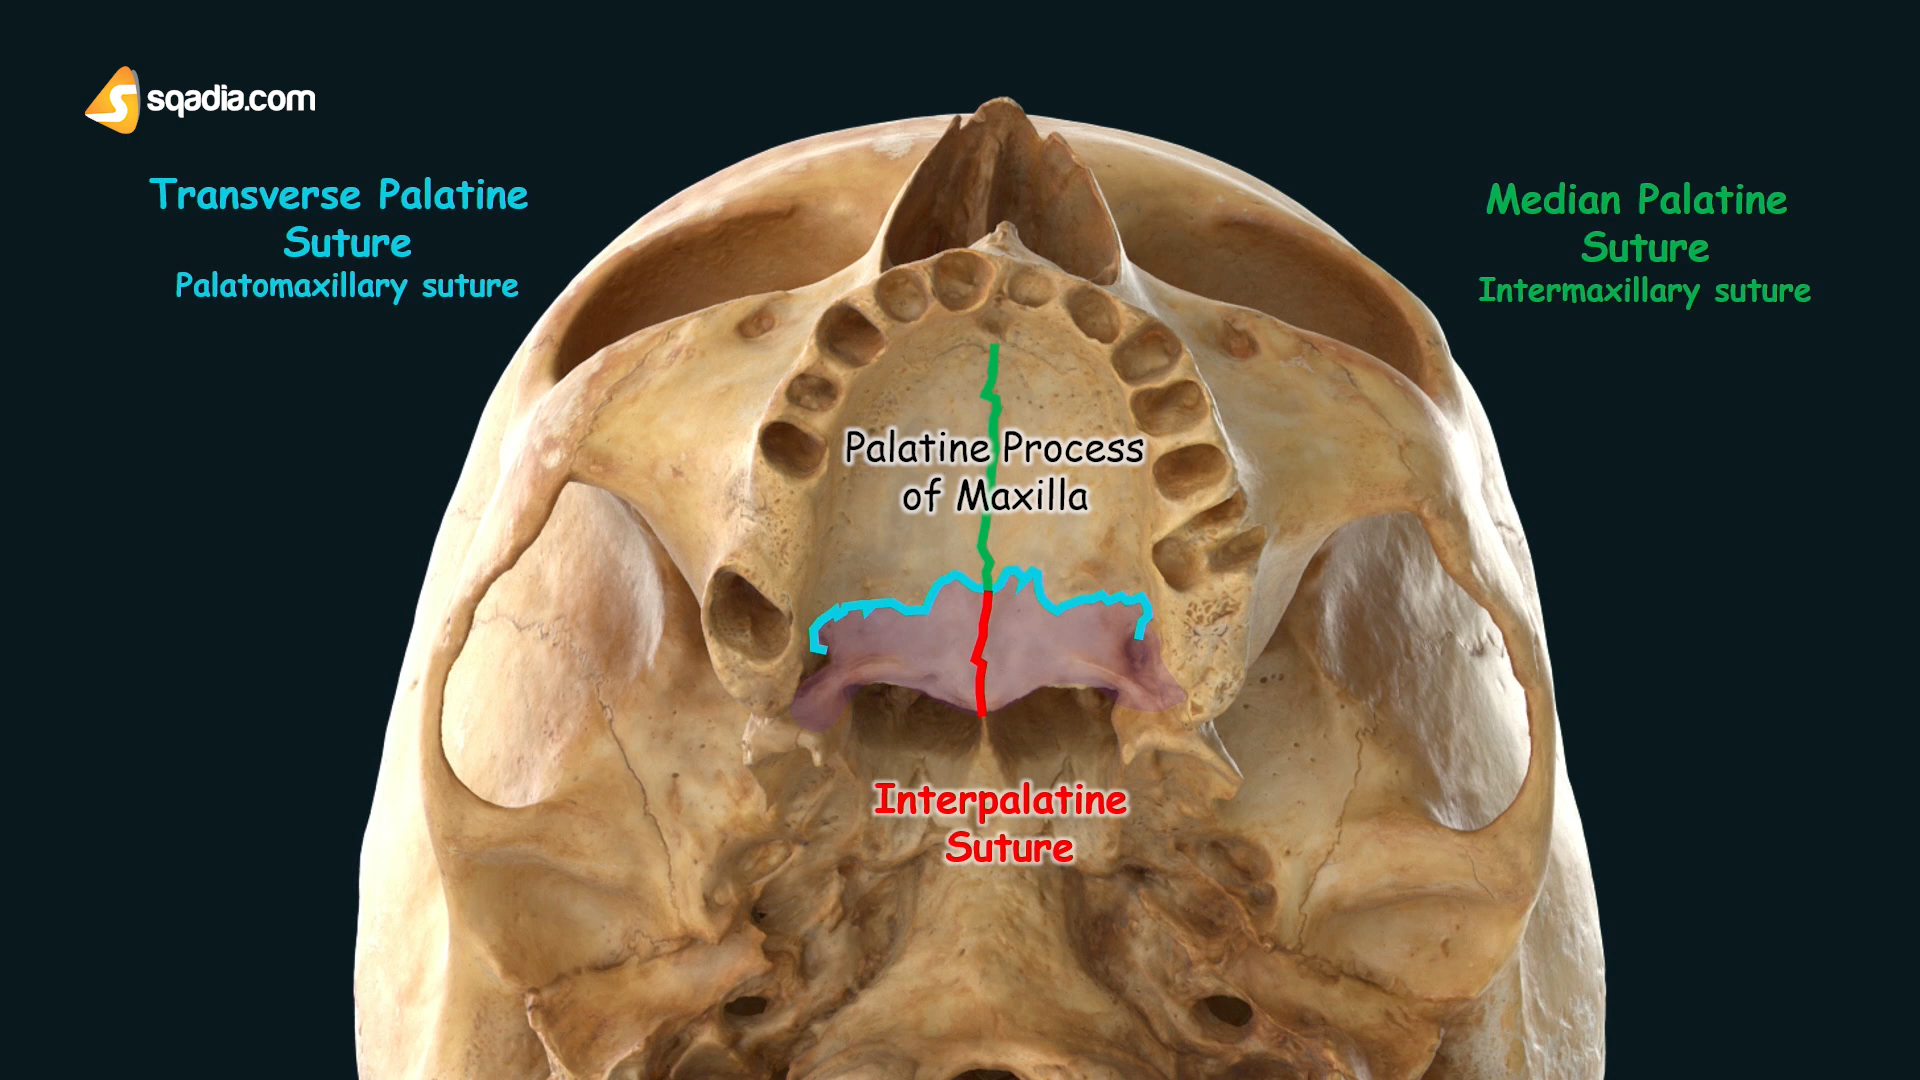 sqadia.com
Transverse Palatine
Suture
Palatomaxillary suture
Median Palatine
Suture
Intermaxillary suture
Palatine Process
of Maxilla
Interpalatine
Suture